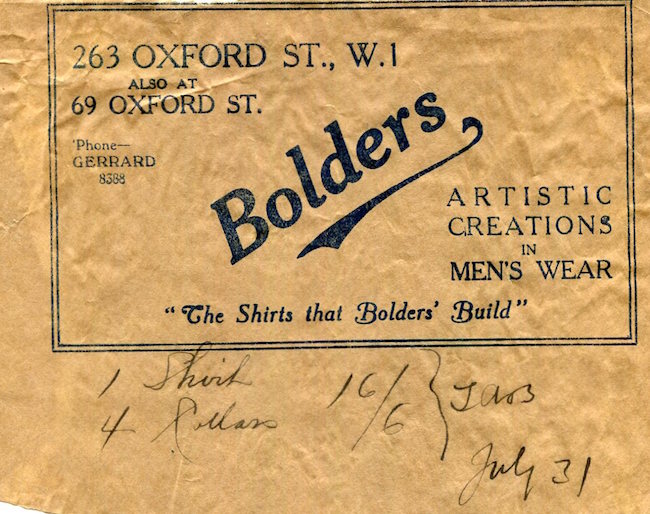 263 OXFORD ST., W.1
ALSO AT
69 OXFORD ST.
'Phone—
GERRARD
8388
Bolders
ARTISTIC
CREATIONS
IN
MEN'S WEAR
"The Shirts that Bolders' Build"
1 Shirt 16/6
4 Collars
July 31